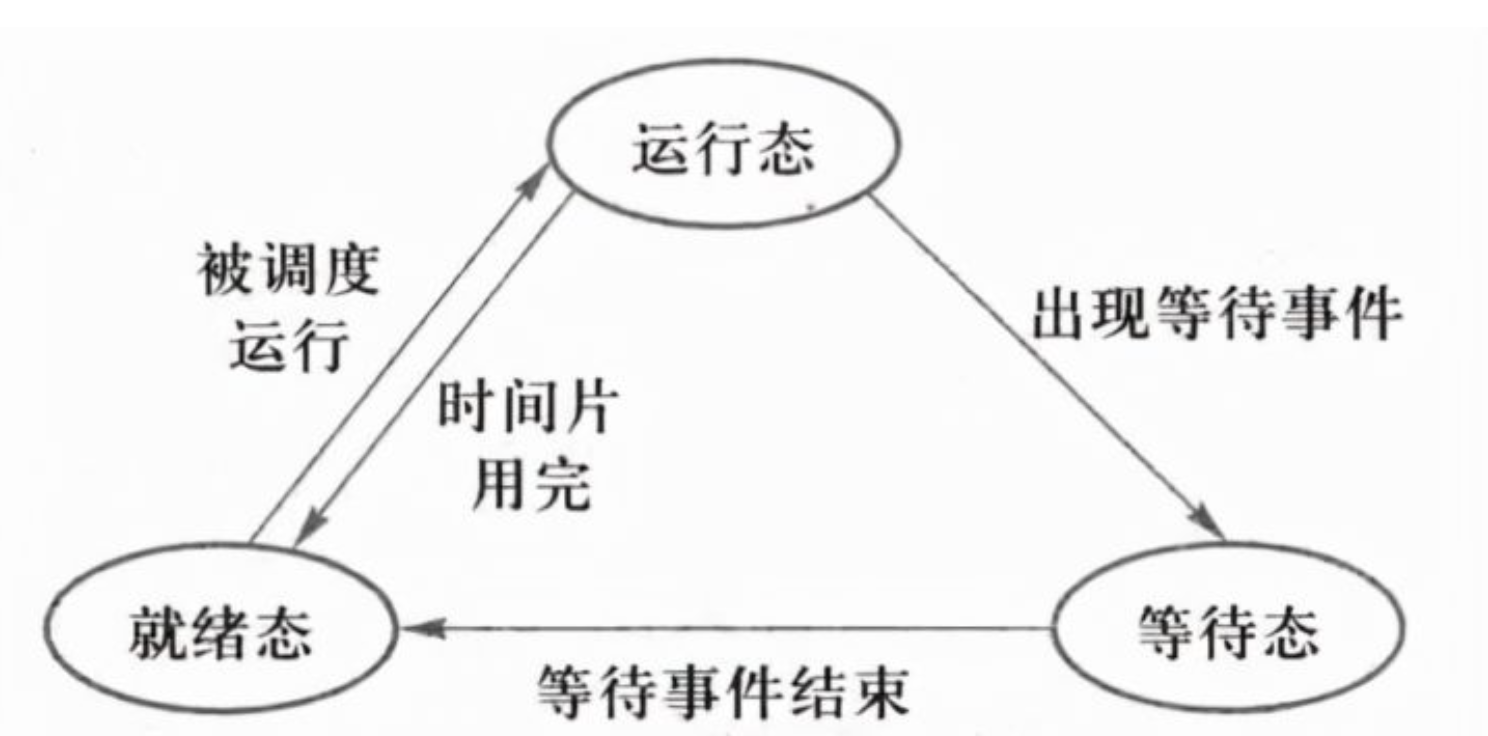 运行态
被调度
运行
出现等待事件
时间片
用完
就绪态
等待态
等待事件结束